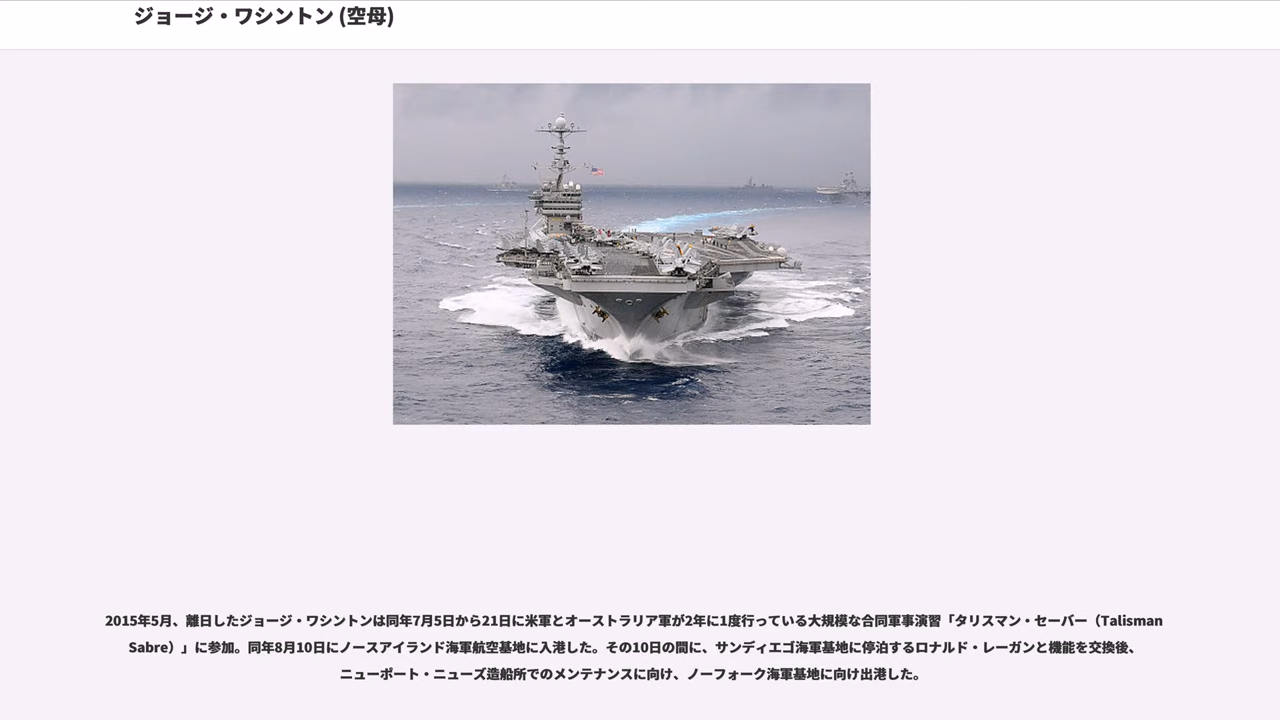 ジョージ・ワシントン (空母)
2015年5月、離日したジョージ・ワシントンは同年7月5日から21日に米軍とオーストラリア軍が2年に1度行っている大規模な合同軍事演習「タリスマン・セーバー（Talisman
Sabre）」に参加。同年8月10日にノースアイランド海軍航空基地に入港した。その10日の間に、サンディエゴ海軍基地に停泊するロナルド・レーガンと機能を交換後、
ニューポート・ニューズ造船所でのメンテナンスに向け、ノーフォーク海軍基地に向け出港した。